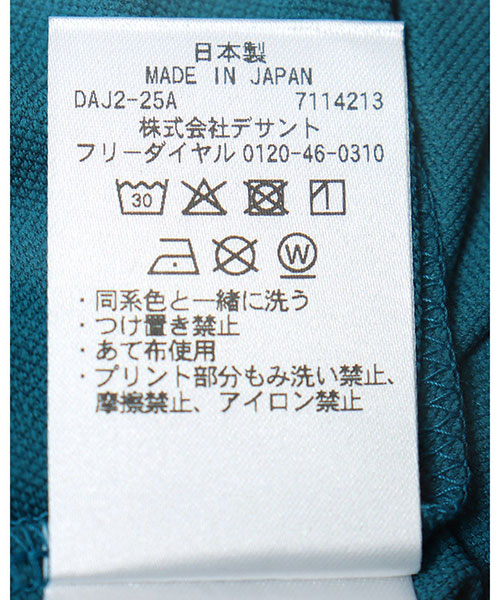 日本製
MADE IN JAPAN
DAJ2-25A 7114213
株式会社デサント
フリーダイヤル 0120-46-0310
30
W
・同系色と一緒に洗う
・つけ置き禁止
・あて布使用
・プリント部分もみ洗い禁止、
摩擦禁止、アイロン禁止